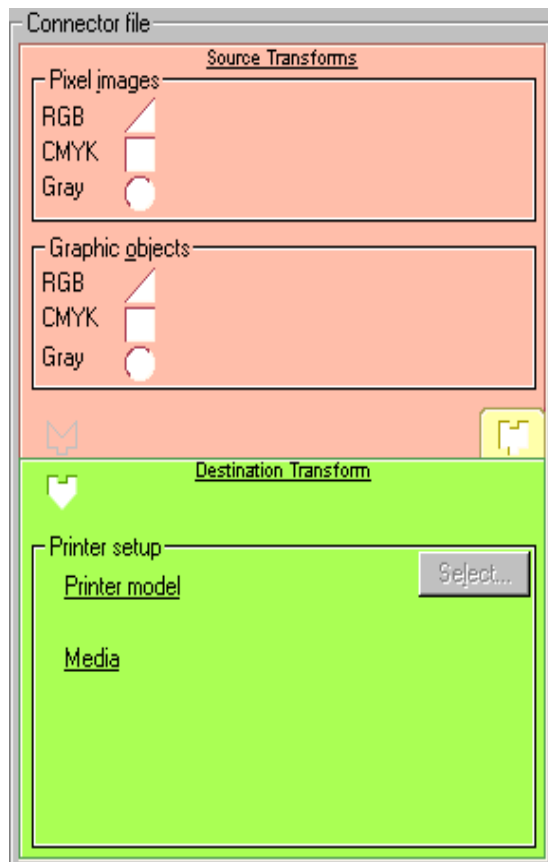 Connector file
Source Transforms
Pixel images
RGB
CMYK
Gray
Graphic objects
RGB
CMYK
Gray
Destination Transform
Printer setup
Select...
Printer model
Media